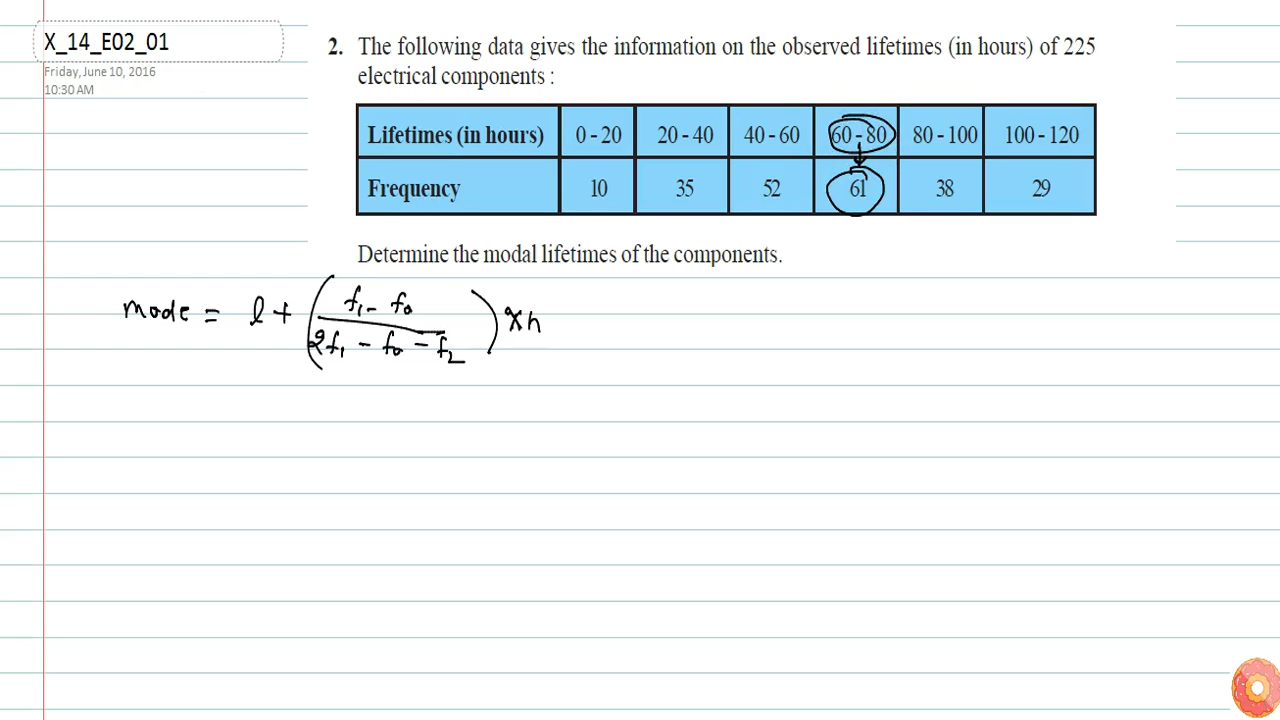 X_14_E02_01
Friday, June 10, 2016
10:30 AM
2. The following data gives the information on the observed lifetimes (in hours) of 225
electrical components :
Lifetimes (in hours) 0 - 20 20 - 40 40 - 60 60 - 80 80 - 100 100 - 120
Frequency 10 35 52 61 38 29
Determine the modal lifetimes of the components.
mode = l + ( (f₁ - f₀) / (2f₁ - f₀ - f₂) ) × h